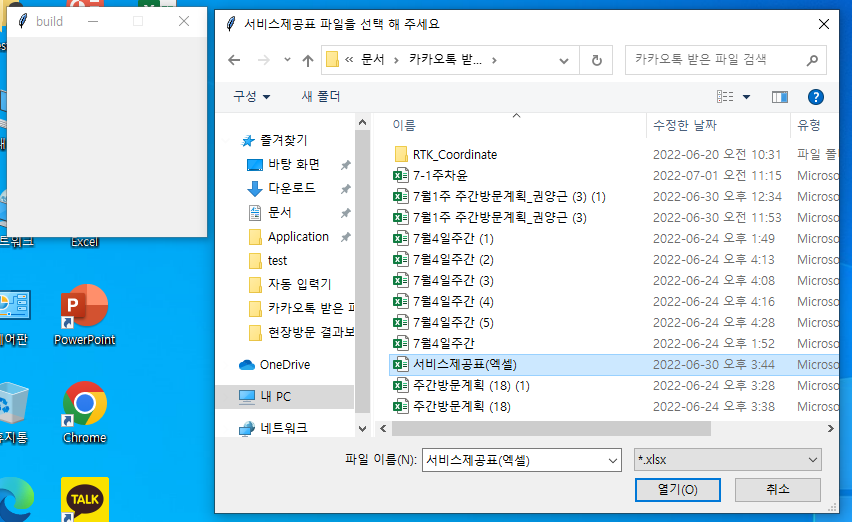 build
서비스제공표 파일을 선택 해 주세요
문서
카카오톡 받...
카카오톡 받은 파일 검색
구성
새 폴더
이름
수정한 날짜
유형
즐겨찾기
바탕 화면
다운로드
문서
Application
test
자동 입력기
카카오톡 받은 파
현장방문 결과보
OneDrive
내 PC
네트워크
RTK_Coordinate 2022-06-20 오전 10:31 파일 폴
7-1주차윤 2022-07-01 오전 11:15 Microso
7월1주 주간방문계획_권양근 (3) (1) 2022-06-30 오후 12:34 Microso
7월1주 주간방문계획_권양근 (3) 2022-06-30 오전 11:53 Microso
7월4일주간 (1) 2022-06-24 오후 1:49 Microso
7월4일주간 (2) 2022-06-24 오후 4:13 Microso
7월4일주간 (3) 2022-06-24 오후 4:08 Microso
7월4일주간 (4) 2022-06-24 오후 4:16 Microso
7월4일주간 (5) 2022-06-24 오후 4:28 Microso
7월4일주간 2022-06-24 오후 1:52 Microso
서비스제공표(엑셀) 2022-06-30 오후 3:44 Microso
주간방문계획 (18) (1) 2022-06-24 오후 3:28 Microso
주간방문계획 (18) 2022-06-24 오후 3:38 Microso
파일 이름(N):
서비스제공표(엑셀)
*.xlsx
열기(O)
취소
트워크
Excel
어판
PowerPoint
휴지통
Chrome
TALK